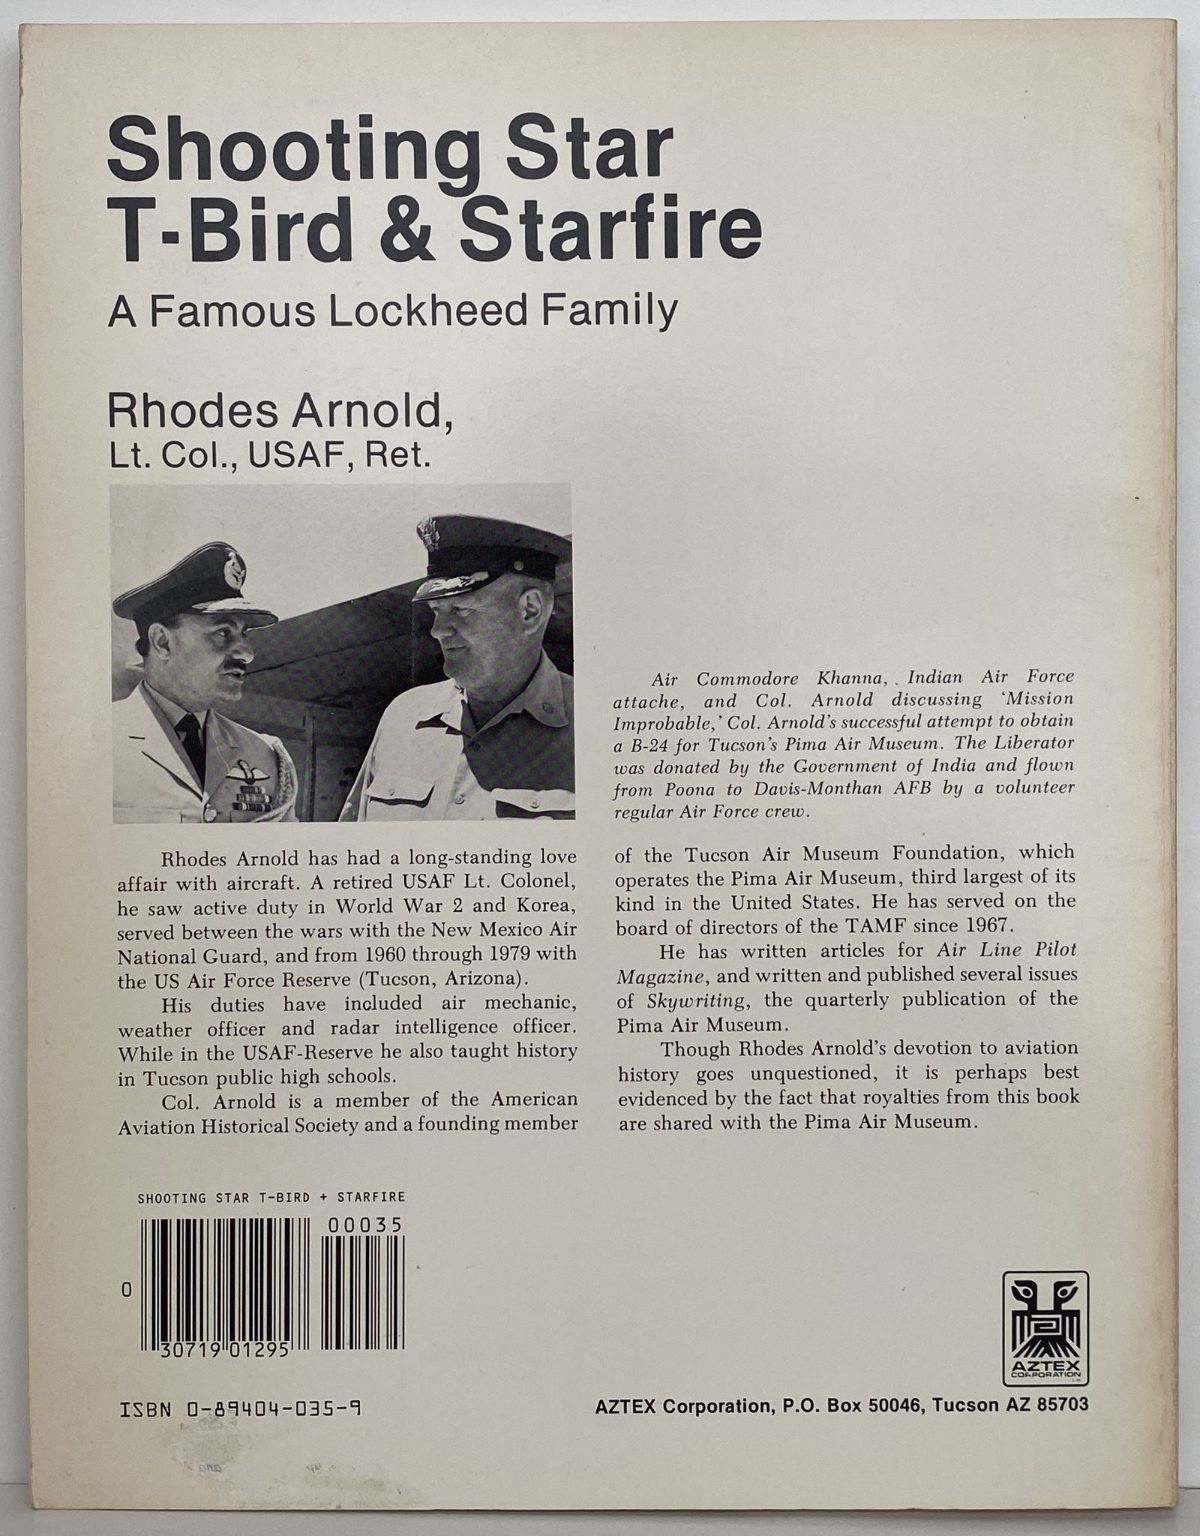 Shooting Star
T-Bird & Starfire
A Famous Lockheed Family
Rhodes Arnold,
Lt. Col., USAF, Ret.
Air Commodore Khanna, Indian Air Force
attache, and Col. Arnold discussing ‘Mission
Improbable,’ Col. Arnold’s successful attempt to obtain
a B-24 for Tucson’s Pima Air Museum. The Liberator
was donated by the Government of India and flown
from Poona to Davis-Monthan AFB by a volunteer
regular Air Force crew.
Rhodes Arnold has had a long-standing love
affair with aircraft. A retired USAF Lt. Colonel,
he saw active duty in World War 2 and Korea,
served between the wars with the New Mexico Air
National Guard, and from 1960 through 1979 with
the US Air Force Reserve (Tucson, Arizona).
His duties have included air mechanic,
weather officer and radar intelligence officer.
While in the USAF-Reserve he also taught history
in Tucson public high schools.
Col. Arnold is a member of the American
Aviation Historical Society and a founding member
of the Tucson Air Museum Foundation, which
operates the Pima Air Museum, third largest of its
kind in the United States. He has served on the
board of directors of the TAMF since 1967.
He has written articles for Air Line Pilot
Magazine, and written and published several issues
of Skywriting, the quarterly publication of the
Pima Air Museum.
Though Rhodes Arnold’s devotion to aviation
history goes unquestioned, it is perhaps best
evidenced by the fact that royalties from this book
are shared with the Pima Air Museum.
SHOOTING STAR T-BIRD + STARFIRE
00035
0
30719 01295
ISBN 0-89404-035-9
AZTEX
CORPORATION
AZTEX Corporation, P.O. Box 50046, Tucson AZ 85703